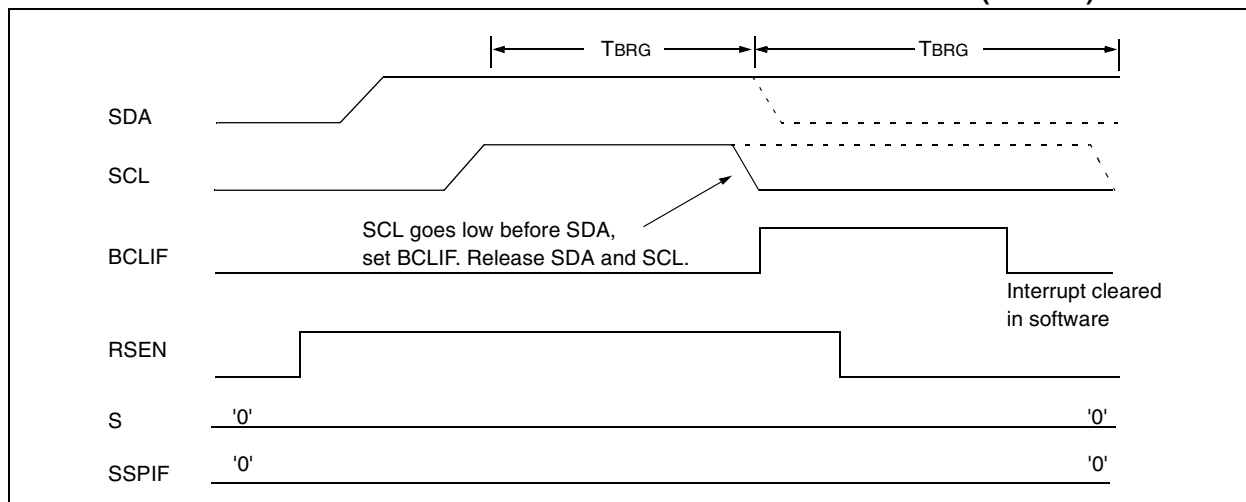 TBRG
TBRG
SDA
SCL
SCL goes low before SDA,
set BCLIF. Release SDA and SCL.
BCLIF
Interrupt cleared
in software
RSEN
S
'0'
'0'
SSPIF
'0'
'0'